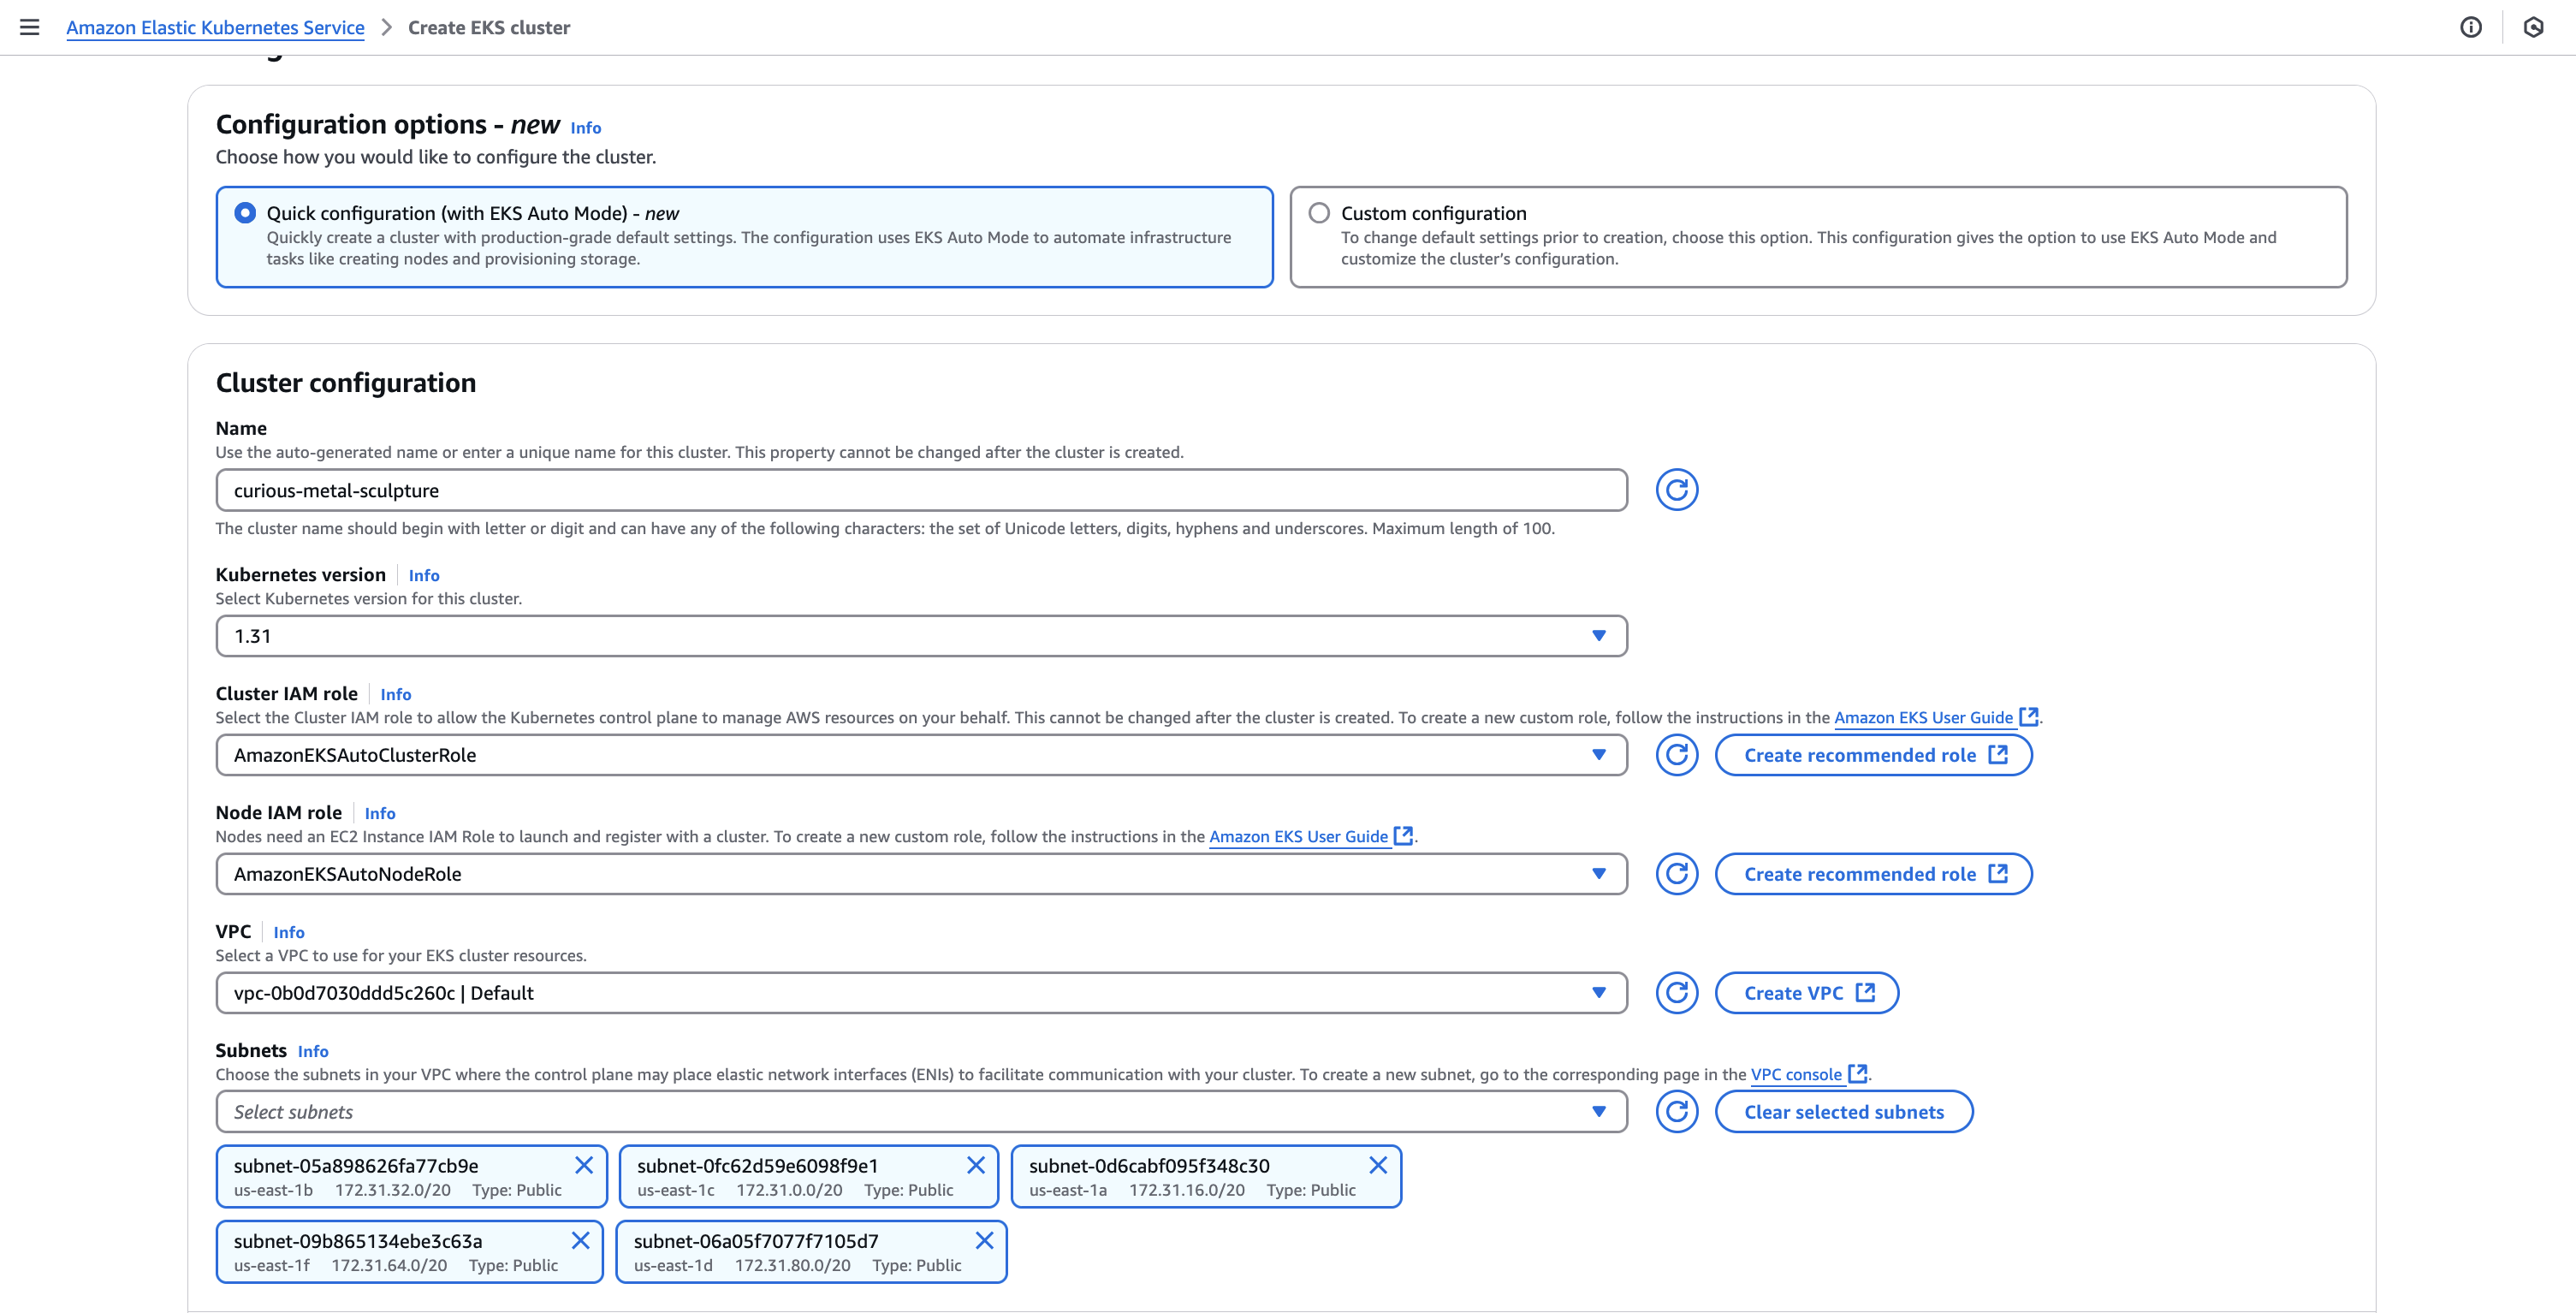 Amazon Elastic Kubernetes Service > Create EKS cluster
Configuration options - new Info
Choose how you would like to configure the cluster.
Quick configuration (with EKS Auto Mode) - new
Quickly create a cluster with production-grade default settings. The configuration uses EKS Auto Mode to automate infrastructure
tasks like creating nodes and provisioning storage.
Custom configuration
To change default settings prior to creation, choose this option. This configuration gives the option to use EKS Auto Mode and
customize the cluster’s configuration.
Cluster configuration
Name
Use the auto-generated name or enter a unique name for this cluster. This property cannot be changed after the cluster is created.
curious-metal-sculpture
The cluster name should begin with letter or digit and can have any of the following characters: the set of Unicode letters, digits, hyphens and underscores. Maximum length of 100.
Kubernetes version Info
Select Kubernetes version for this cluster.
1.31
Cluster IAM role Info
Select the Cluster IAM role to allow the Kubernetes control plane to manage AWS resources on your behalf. This cannot be changed after the cluster is created. To create a new custom role, follow the instructions in the Amazon EKS User Guide.
AmazonEKSAutoClusterRole Create recommended role
Node IAM role Info
Nodes need an EC2 Instance IAM Role to launch and register with a cluster. To create a new custom role, follow the instructions in the Amazon EKS User Guide.
AmazonEKSAutoNodeRole Create recommended role
VPC Info
Select a VPC to use for your EKS cluster resources.
vpc-0b0d7030ddd5c260c | Default Create VPC
Subnets Info
Choose the subnets in your VPC where the control plane may place elastic network interfaces (ENIs) to facilitate communication with your cluster. To create a new subnet, go to the corresponding page in the VPC console.
Select subnets Clear selected subnets
subnet-05a898626fa77cb9e
us-east-1b 172.31.32.0/20 Type: Public
subnet-0fc62d59e6098f9e1
us-east-1c 172.31.0.0/20 Type: Public
subnet-0d6cabf095f348c30
us-east-1a 172.31.16.0/20 Type: Public
subnet-09b865134ebe3c63a
us-east-1f 172.31.64.0/20 Type: Public
subnet-06a05f7077f7105d7
us-east-1d 172.31.80.0/20 Type: Public